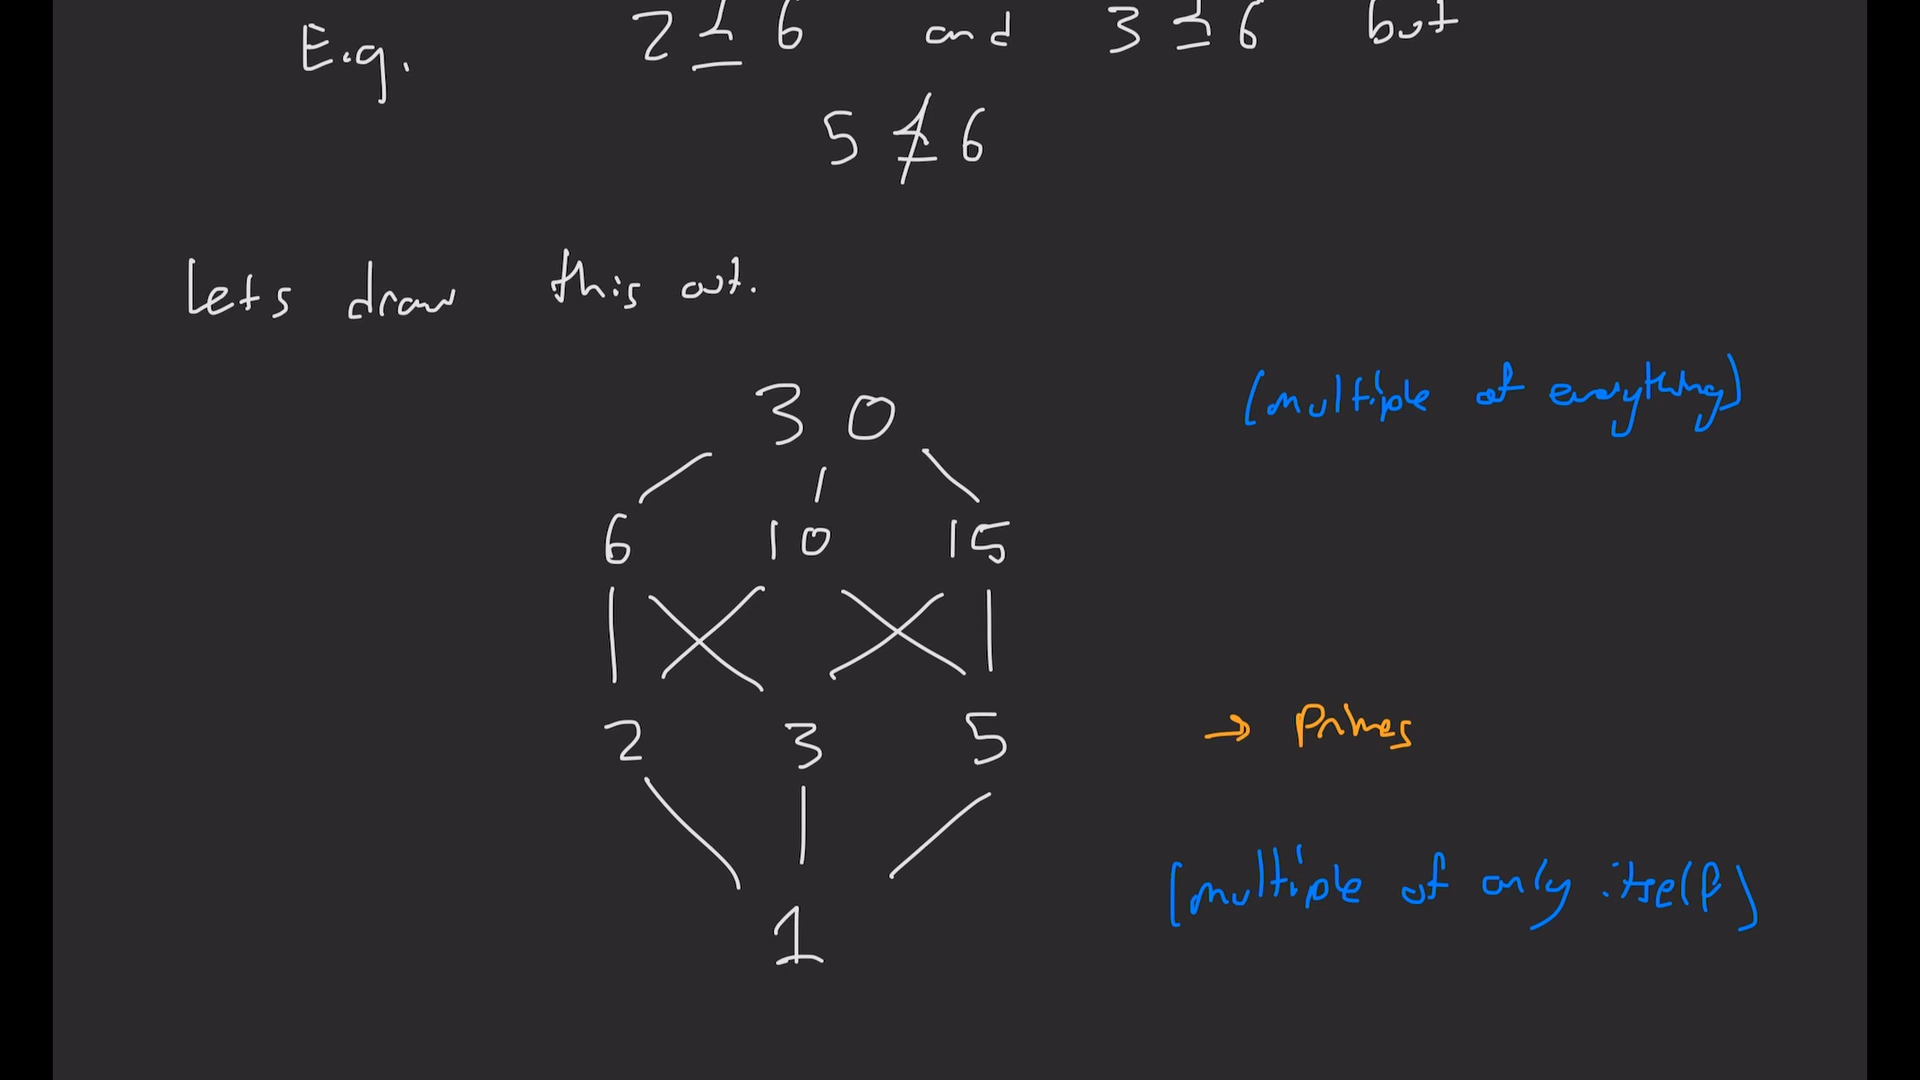 E.g. 2 ⪯ 6 and 3 ⪯ 6 but
5 ⋠ 6
Lets draw this out.
30 (multiple of everything)
6 10 15
2 3 5 → Primes
1 (multiple of only itself)